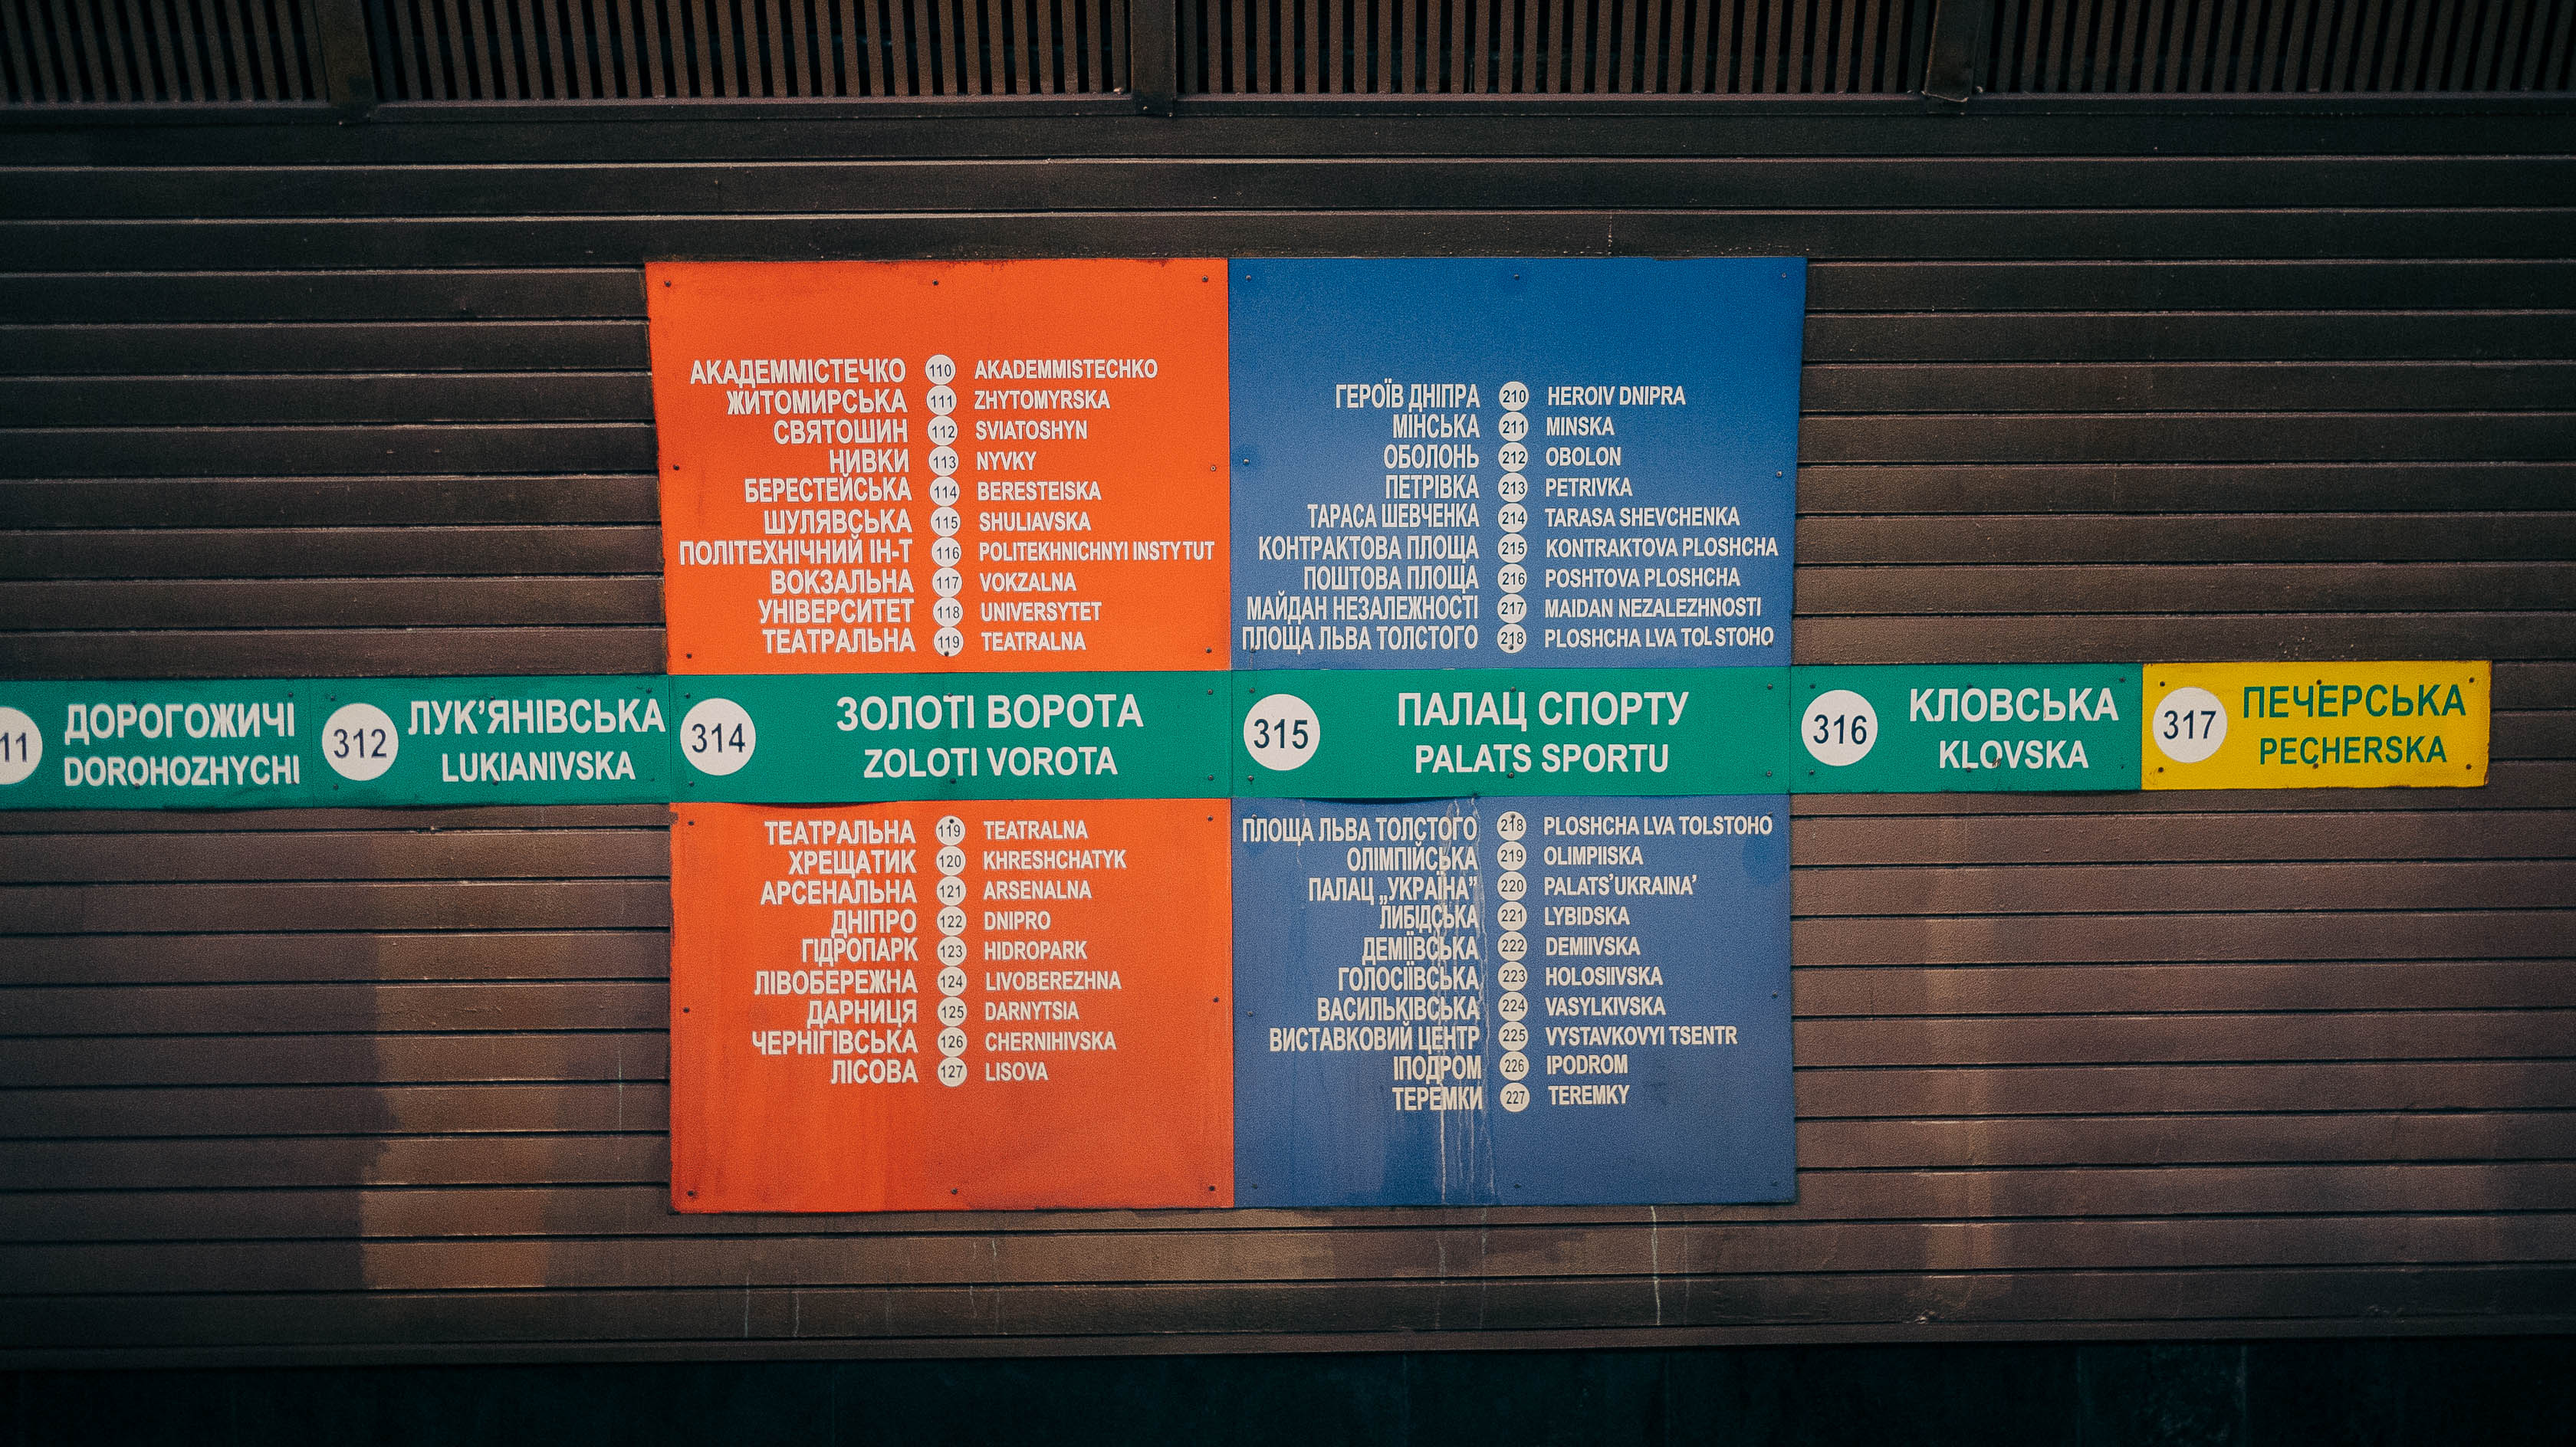 АКАДЕММІСТЕЧКО 110 AKADEMMISTECHKO
ЖИТОМИРСЬКА 111 ZHYTOMYRSKA
СВЯТОШИН 112 SVIATOSHYN
НИВКИ 113 NYVKY
БЕРЕСТЕЙСЬКА 114 BERESTEISKA
ШУЛЯВСЬКА 115 SHULIAVSKA
ПОЛІТЕХНІЧНИЙ ІН-Т 116 POLITEKHNICHNYI INSTYTUT
ВОКЗАЛЬНА 117 VOKZALNA
УНІВЕРСИТЕТ 118 UNIVERSYTET
ТЕАТРАЛЬНА 119 TEATRALNA
ГЕРОЇВ ДНІПРА 210 HEROIV DNIPRA
МІНСЬКА 211 MINSKA
ОБОЛОНЬ 212 OBOLON
ПЕТРІВКА 213 PETRIVKA
ТАРАСА ШЕВЧЕНКА 214 TARASA SHEVCHENKA
КОНТРАКТОВА ПЛОЩА 215 KONTRAKTOVA PLOSHCHA
ПОШТОВА ПЛОЩА 216 POSHTOVA PLOSHCHA
МАЙДАН НЕЗАЛЕЖНОСТІ 217 MAIDAN NEZALEZHNOSTI
ПЛОЩА ЛЬВА ТОЛСТОГО 218 PLOSHCHA LVA TOLSTOHO
11 ДОРОГОЖИЧІ
DOROHOZHYCHI
312 ЛУК’ЯНІВСЬКА
LUKIANIVSKA
314 ЗОЛОТІ ВОРОТА
ZOLOTI VOROTA
315 ПАЛАЦ СПОРТУ
PALATS SPORTU
316 КЛОВСЬКА
KLOVSKA
317 ПЕЧЕРСЬКА
PECHERSKA
ТЕАТРАЛЬНА 119 TEATRALNA
ХРЕЩАТИК 120 KHRESHCHATYK
АРСЕНАЛЬНА 121 ARSENALNA
ДНІПРО 122 DNIPRO
ГІДРОПАРК 123 HIDROPARK
ЛІВОБЕРЕЖНА 124 LIVOBEREZHNA
ДАРНИЦЯ 125 DARNYTSIA
ЧЕРНІГІВСЬКА 126 CHERNIHIVSKA
ЛІСОВА 127 LISOVA
ПЛОЩА ЛЬВА ТОЛСТОГО 218 PLOSHCHA LVA TOLSTOHO
ОЛІМПІЙСЬКА 219 OLIMPIISKA
ПАЛАЦ „УКРАЇНА” 220 PALATS’UKRAINA’
ЛИБІДСЬКА 221 LYBIDSKA
ДЕМІЇВСЬКА 222 DEMIIVSKA
ГОЛОСІЇВСЬКА 223 HOLOSIIVSKA
ВАСИЛЬКІВСЬКА 224 VASYLKIVSKA
ВИСТАВКОВИЙ ЦЕНТР 225 VYSTAVKOVYI TSENTR
ІПОДРОМ 226 IPODROM
ТЕРЕМКИ 227 TEREMKY